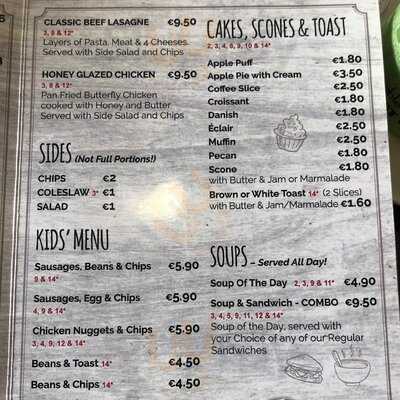 CLASSIC BEEF LASAGNE €9.50
3, 9 & 12*
Layers of Pasta, Meat & 4 Cheeses.
Served with Side Salad and Chips
HONEY GLAZED CHICKEN €9.50
3, 8 & 12*
Pan Fried Butterfly Chicken
cooked with Honey and Butter
Served with Side Salad and Chips
SIDES (Not Full Portions!)
CHIPS €2
COLESLAW 3* €1
SALAD €1
KIDS' MENU
Sausages, Beans & Chips €5.90
9 & 14*
Sausages, Egg & Chips €5.90
4, 9 & 14*
Chicken Nuggets & Chips €5.90
3, 4, 9, 12 & 14*
Beans & Toast 14* €4.50
Beans & Chips 14* €4.50
CAKES, SCONES & TOAST
2, 3, 4, 8, 9, 10 & 14*
Apple Puff €1.80
Apple Pie with Cream €3.50
Coffee Slice €2.50
Croissant €1.80
Danish €1.80
Éclair €2.50
Muffin €2.50
Pecan €1.80
Scone €1.80
with Butter & Jam or Marmalade
Brown or White Toast 14* (2 Slices)
with Butter & Jam/Marmalade €1.60
SOUPS - Served All Day!
Soup Of The Day 2, 3, 9 & 11* €4.90
Soup & Sandwich - COMBO €9.50
3, 4, 5, 9, 11, 12 & 14*
Soup of the Day, served with
your Choice of any of our Regular
Sandwiches